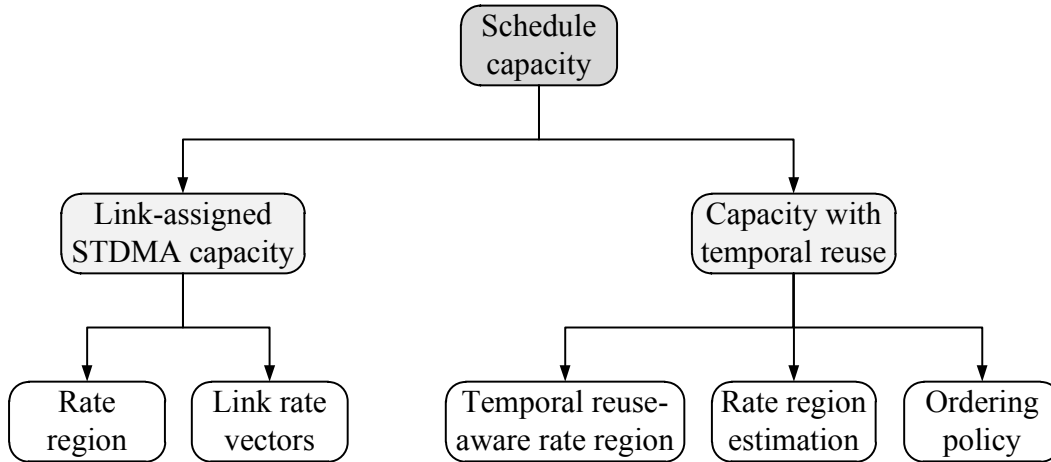 Schedule
capacity
Link-assigned
STDMA capacity
Capacity with
temporal reuse
Rate
region
Link rate
vectors
Temporal reuse-
aware rate region
Rate region
estimation
Ordering
policy